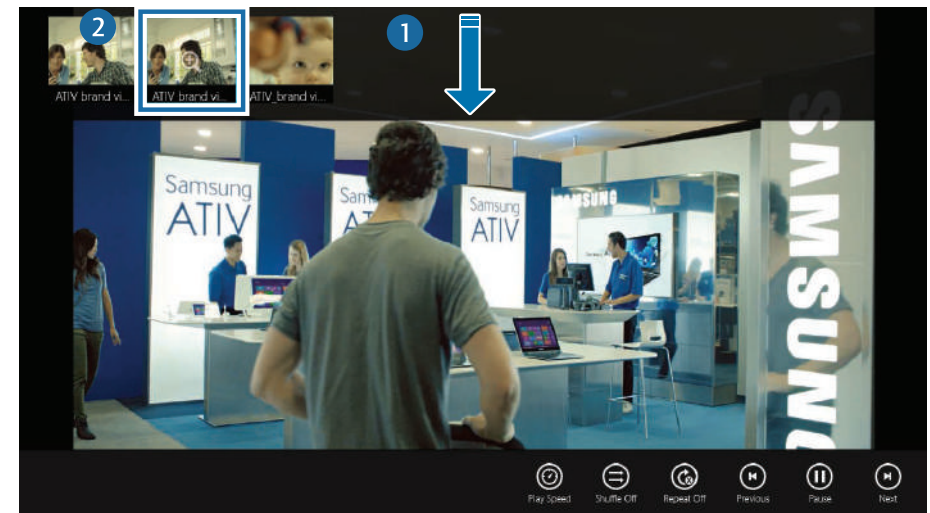 2
1
ATIV brand vi...
ATIV brand vi...
ATIV_brand vi...
Samsung
ATIV
Samsung
ATIV
SAMSUNG
SAMSUNG
Play Speed
Shuffle Off
Repeat Off
Previous
Pause
Next